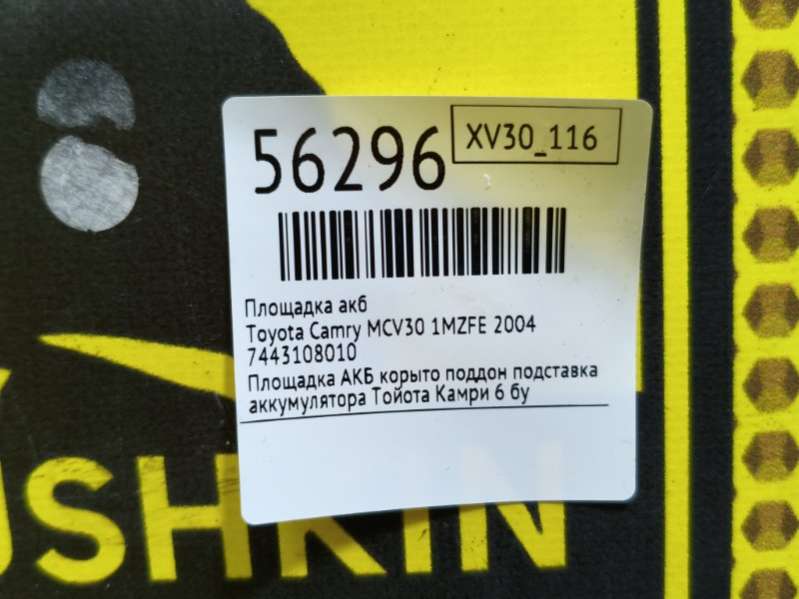 56296
XV30_116
Площадка акб
Toyota Camry MCV30 1MZFE 2004
7443108010
Площадка АКБ корыто поддон подставка
аккумулятора Тойота Камри 6 бу
USHKIN